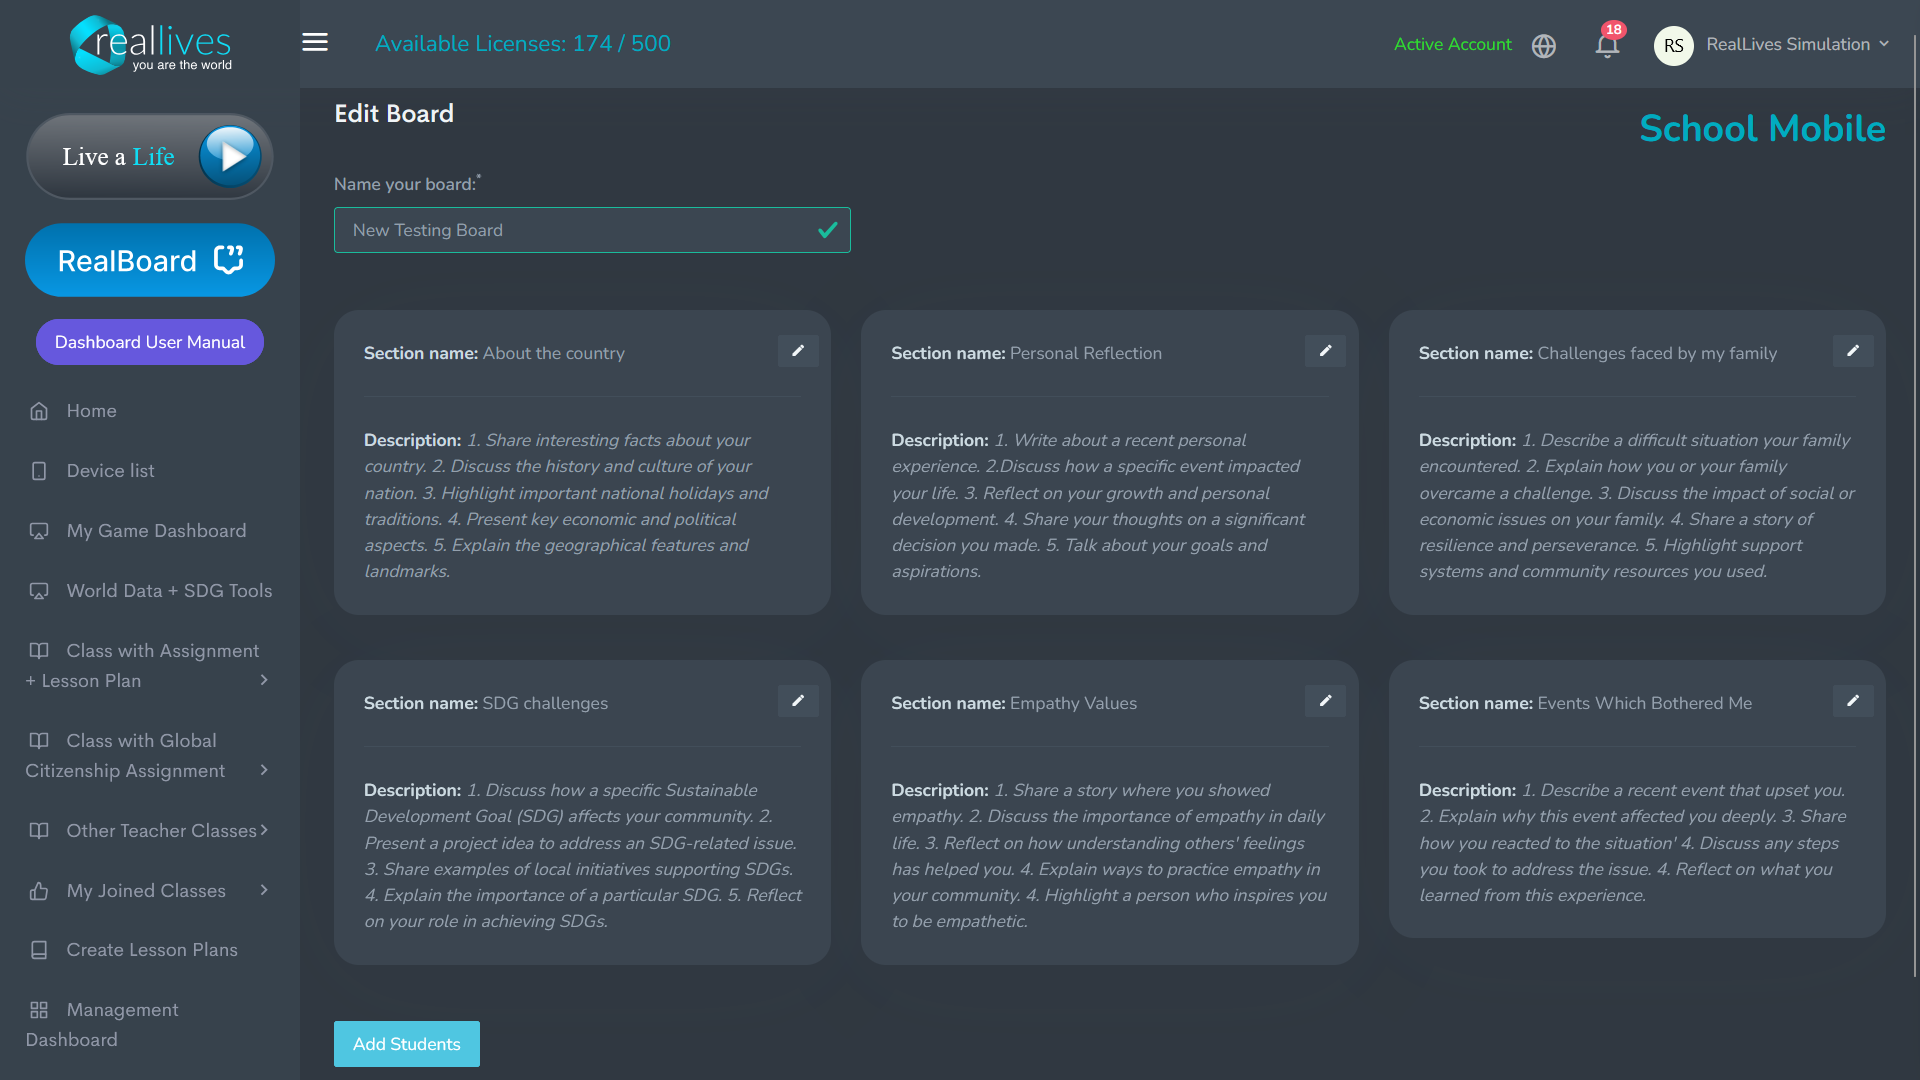 reallives
you are the world
Available Licenses: 174 / 500
Active Account
18
RS
RealLives Simulation
Live a Life
RealBoard
Dashboard User Manual
Home
Device list
My Game Dashboard
World Data + SDG Tools
Class with Assignment
+ Lesson Plan
Class with Global
Citizenship Assignment
Other Teacher Classes
My Joined Classes
Create Lesson Plans
Management
Dashboard
Edit Board
School Mobile
Name your board:*
New Testing Board
Section name: About the country
Description: 1. Share interesting facts about your
country. 2. Discuss the history and culture of your
nation. 3. Highlight important national holidays and
traditions. 4. Present key economic and political
aspects. 5. Explain the geographical features and
landmarks.
Section name: Personal Reflection
Description: 1. Write about a recent personal
experience. 2.Discuss how a specific event impacted
your life. 3. Reflect on your growth and personal
development. 4. Share your thoughts on a significant
decision you made. 5. Talk about your goals and
aspirations.
Section name: Challenges faced by my family
Description: 1. Describe a difficult situation your family
encountered. 2. Explain how you or your family
overcame a challenge. 3. Discuss the impact of social or
economic issues on your family. 4. Share a story of
resilience and perseverance. 5. Highlight support
systems and community resources you used.
Section name: SDG challenges
Description: 1. Discuss how a specific Sustainable
Development Goal (SDG) affects your community. 2.
Present a project idea to address an SDG-related issue.
3. Share examples of local initiatives supporting SDGs.
4. Explain the importance of a particular SDG. 5. Reflect
on your role in achieving SDGs.
Section name: Empathy Values
Description: 1. Share a story where you showed
empathy. 2. Discuss the importance of empathy in daily
life. 3. Reflect on how understanding others' feelings
has helped you. 4. Explain ways to practice empathy in
your community. 4. Highlight a person who inspires you
to be empathetic.
Section name: Events Which Bothered Me
Description: 1. Describe a recent event that upset you.
2. Explain why this event affected you deeply. 3. Share
how you reacted to the situation' 4. Discuss any steps
you took to address the issue. 4. Reflect on what you
learned from this experience.
Add Students